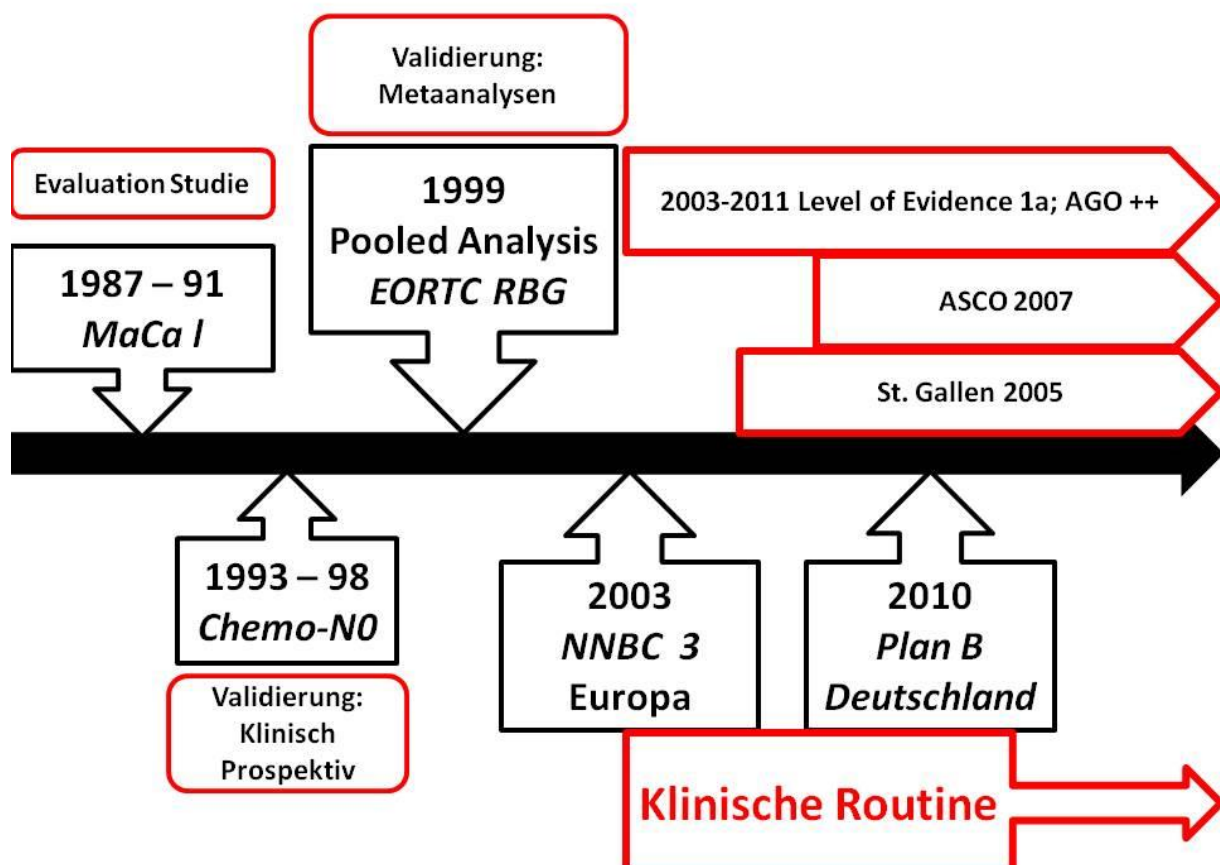 Validierung:
Metaanalysen
Evaluation Studie
1987 – 91
MaCa I
1999
Pooled Analysis
EORTC RBG
2003-2011 Level of Evidence 1a; AGO ++
ASCO 2007
St. Gallen 2005
1993 – 98
Chemo-N0
Validierung:
Klinisch
Prospektiv
2003
NNBC 3
Europa
2010
Plan B
Deutschland
Klinische Routine